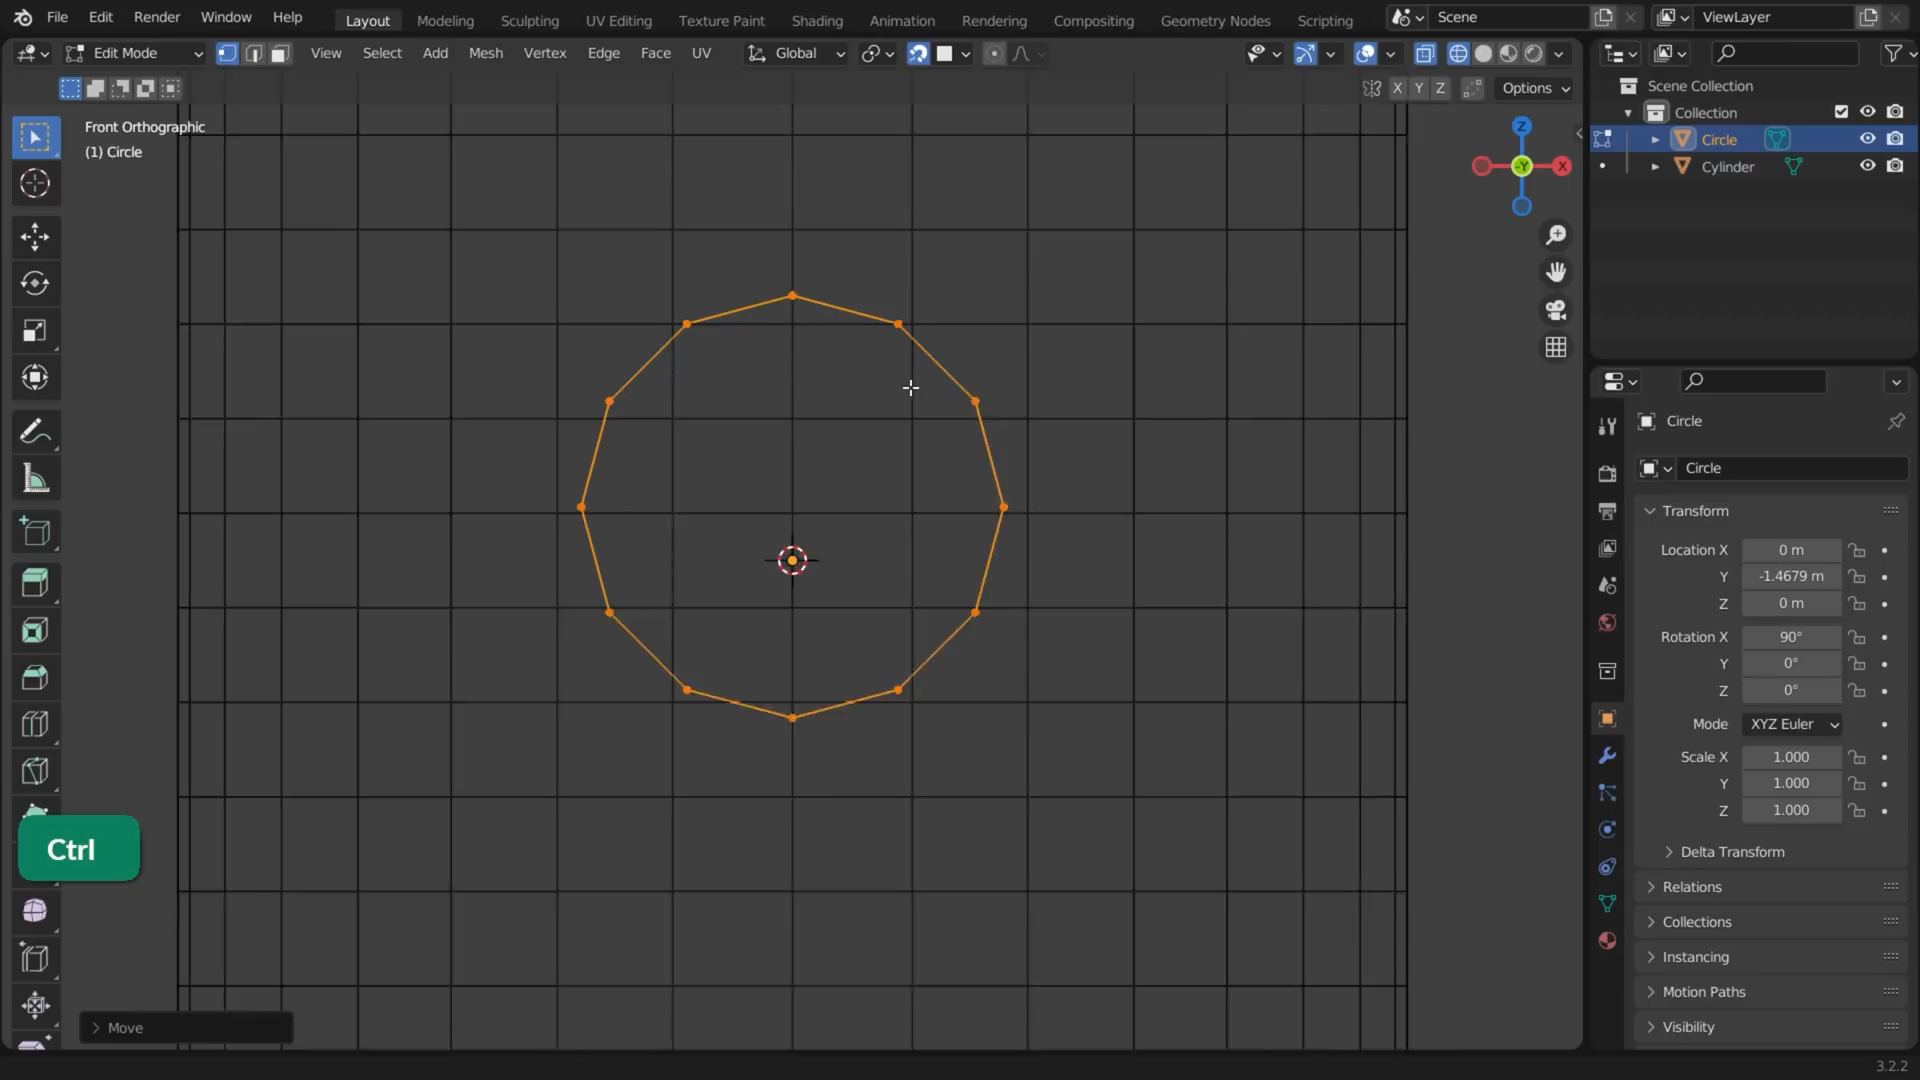 File Edit Render Window Help
Layout Modeling Sculpting UV Editing Texture Paint Shading Animation Rendering Compositing Geometry Nodes Scripting
Scene
ViewLayer
Edit Mode View Select Add Mesh Vertex Edge Face UV
Global
X Y Z Options
Front Orthographic
(1) Circle
Z
-Y
X
Scene Collection
Collection
Circle
Cylinder
Circle
Circle
Transform
Location X 0 m
Y -1.4679 m
Z 0 m
Rotation X 90°
Y 0°
Z 0°
Mode XYZ Euler
Scale X 1.000
Y 1.000
Z 1.000
Delta Transform
Relations
Collections
Instancing
Motion Paths
Visibility
Ctrl
Move
3.2.2